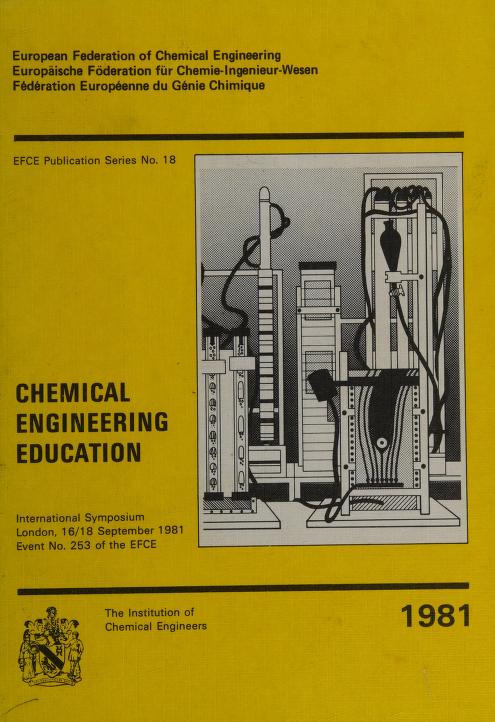 European Federation of Chemical Engineering
Europäische Föderation für Chemie-Ingenieur-Wesen
Fédération Européenne du Génie Chimique
EFCE Publication Series No. 18
CHEMICAL
ENGINEERING
EDUCATION
International Symposium
London, 16/18 September 1981
Event No. 253 of the EFCE
The Institution of
Chemical Engineers
1981